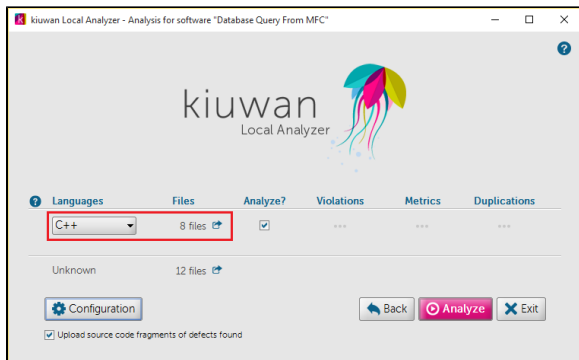 kiuwan Local Analyzer - Analysis for software "Database Query From MFC"
kiuwan
Local Analyzer
Languages Files Analyze? Violations Metrics Duplications
C++ 8 files
Unknown 12 files
Configuration Back Analyze Exit
Upload source code fragments of defects found